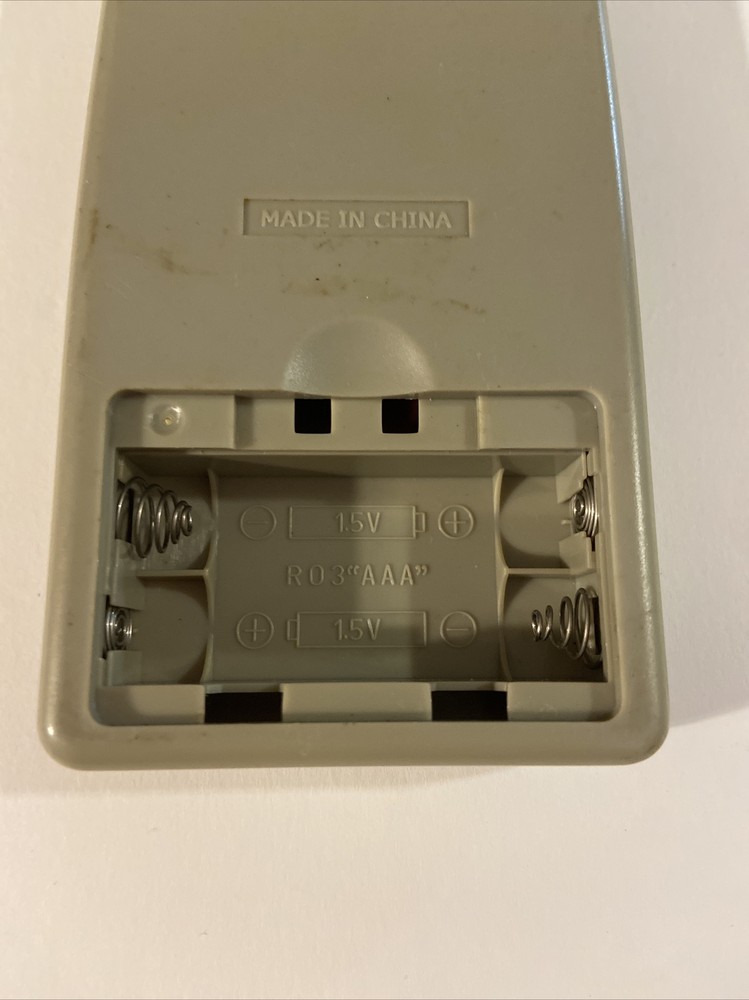 MADE IN CHINA
⊖ 1.5V ⊕
R03“AAA”
⊕ 1.5V ⊖